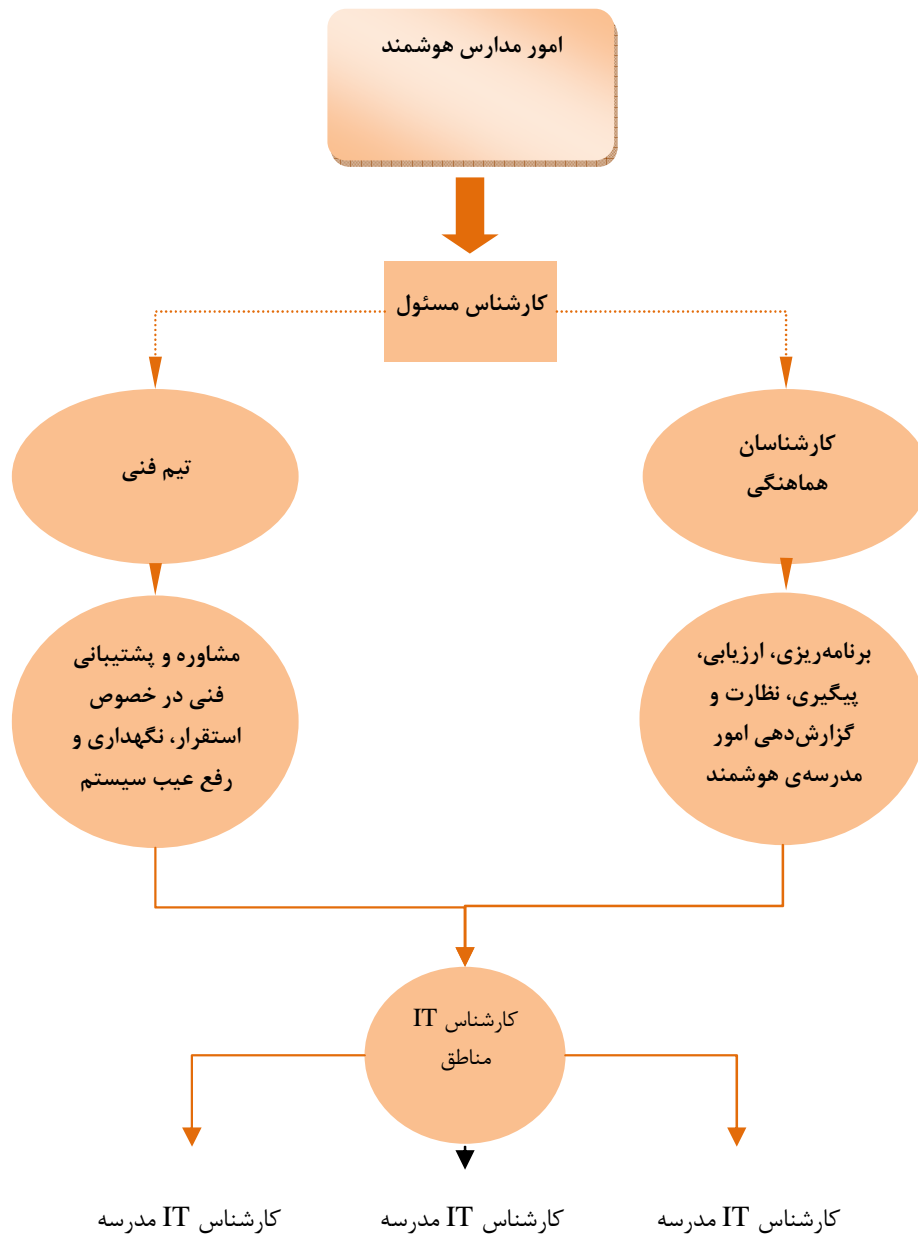 امور مدارس هوشمند
کارشناس مسئول
کارشناسان
هماهنگی
تیم فنی
برنامه‌ریزی، ارزیابی،
پیگیری، نظارت و
گزارش‌دهی امور
مدرسه‌ی هوشمند
مشاوره و پشتیبانی
فنی در خصوص
استقرار، نگهداری و
رفع عیب سیستم
کارشناس IT
مناطق
کارشناس IT مدرسه
کارشناس IT مدرسه
کارشناس IT مدرسه